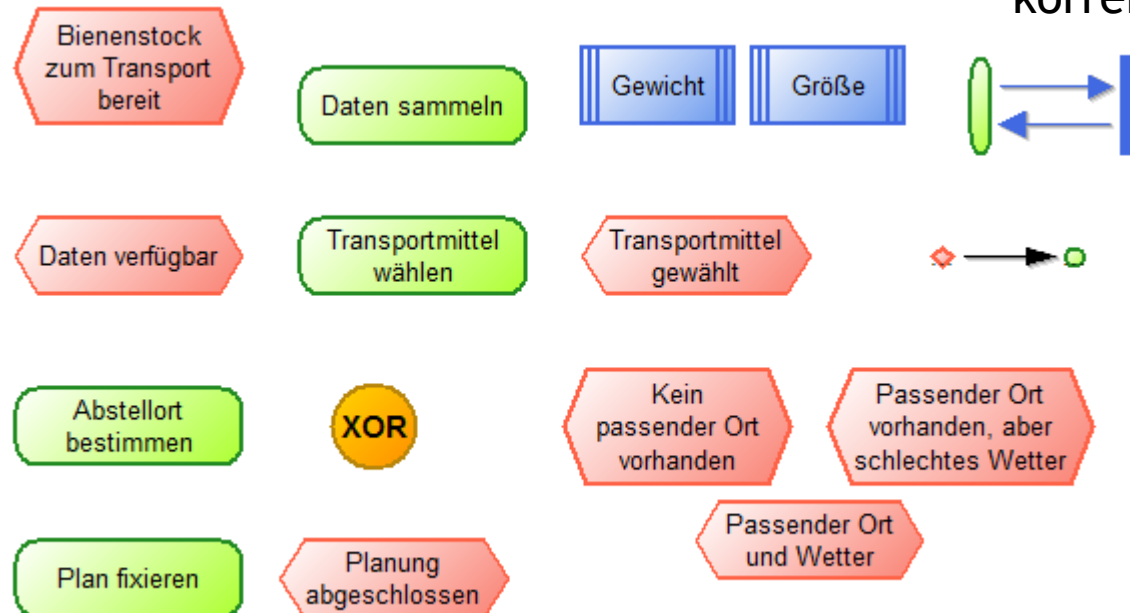 korre
Bienenstock
zum Transport
bereit
Daten sammeln
Gewicht
Größe
Daten verfügbar
Transportmittel
wählen
Transportmittel
gewählt
Abstellort
bestimmen
XOR
Kein
passender Ort
vorhanden
Passender Ort
vorhanden, aber
schlechtes Wetter
Passender Ort
und Wetter
Plan fixieren
Planung
abgeschlossen